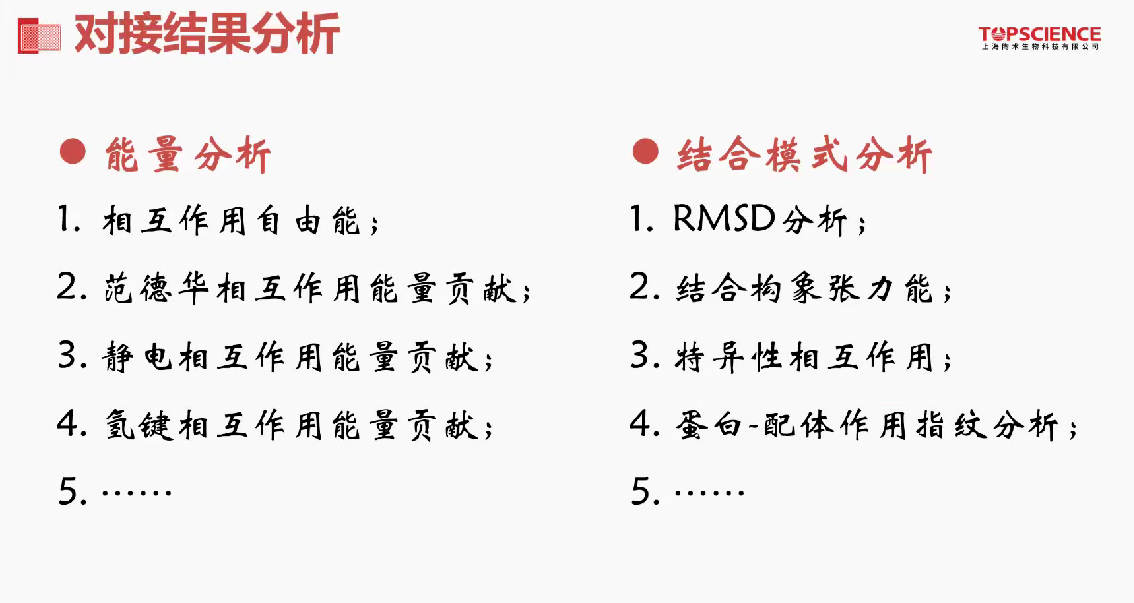 对接结果分析
TOPSCIENCE
上海陶术生物科技有限公司
能量分析
1. 相互作用自由能；
2. 范德华相互作用能量贡献；
3. 静电相互作用能量贡献；
4. 氢键相互作用能量贡献；
5. ……
结合模式分析
1. RMSD分析；
2. 结合构象张力能；
3. 特异性相互作用；
4. 蛋白-配体作用指纹分析；
5. ……